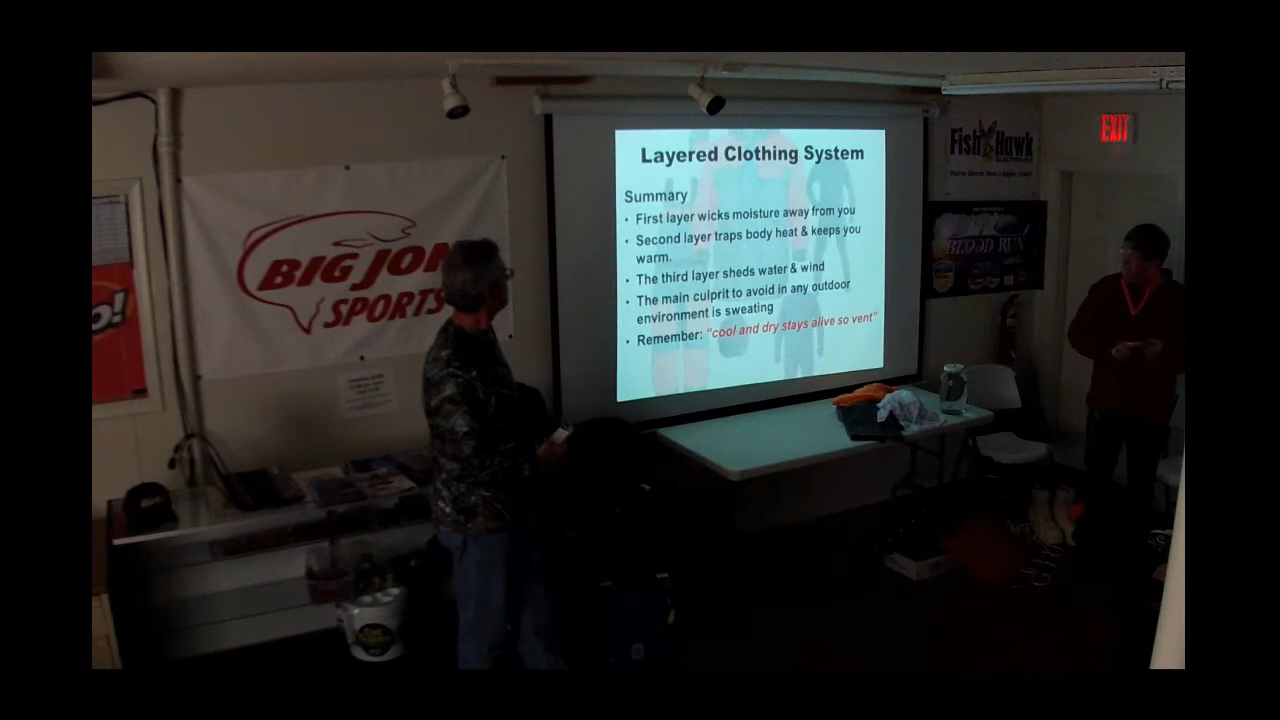 Layered Clothing System
Summary
• First layer wicks moisture away from you
• Second layer traps body heat & keeps you
warm.
• The third layer sheds water & wind
• The main culprit to avoid in any outdoor
environment is sweating
• Remember: "cool and dry stays alive so vent"
BIG JON
SPORTS
o!
Fish Hawk
ELECTRONICS
EXIT
BLOOD RUN